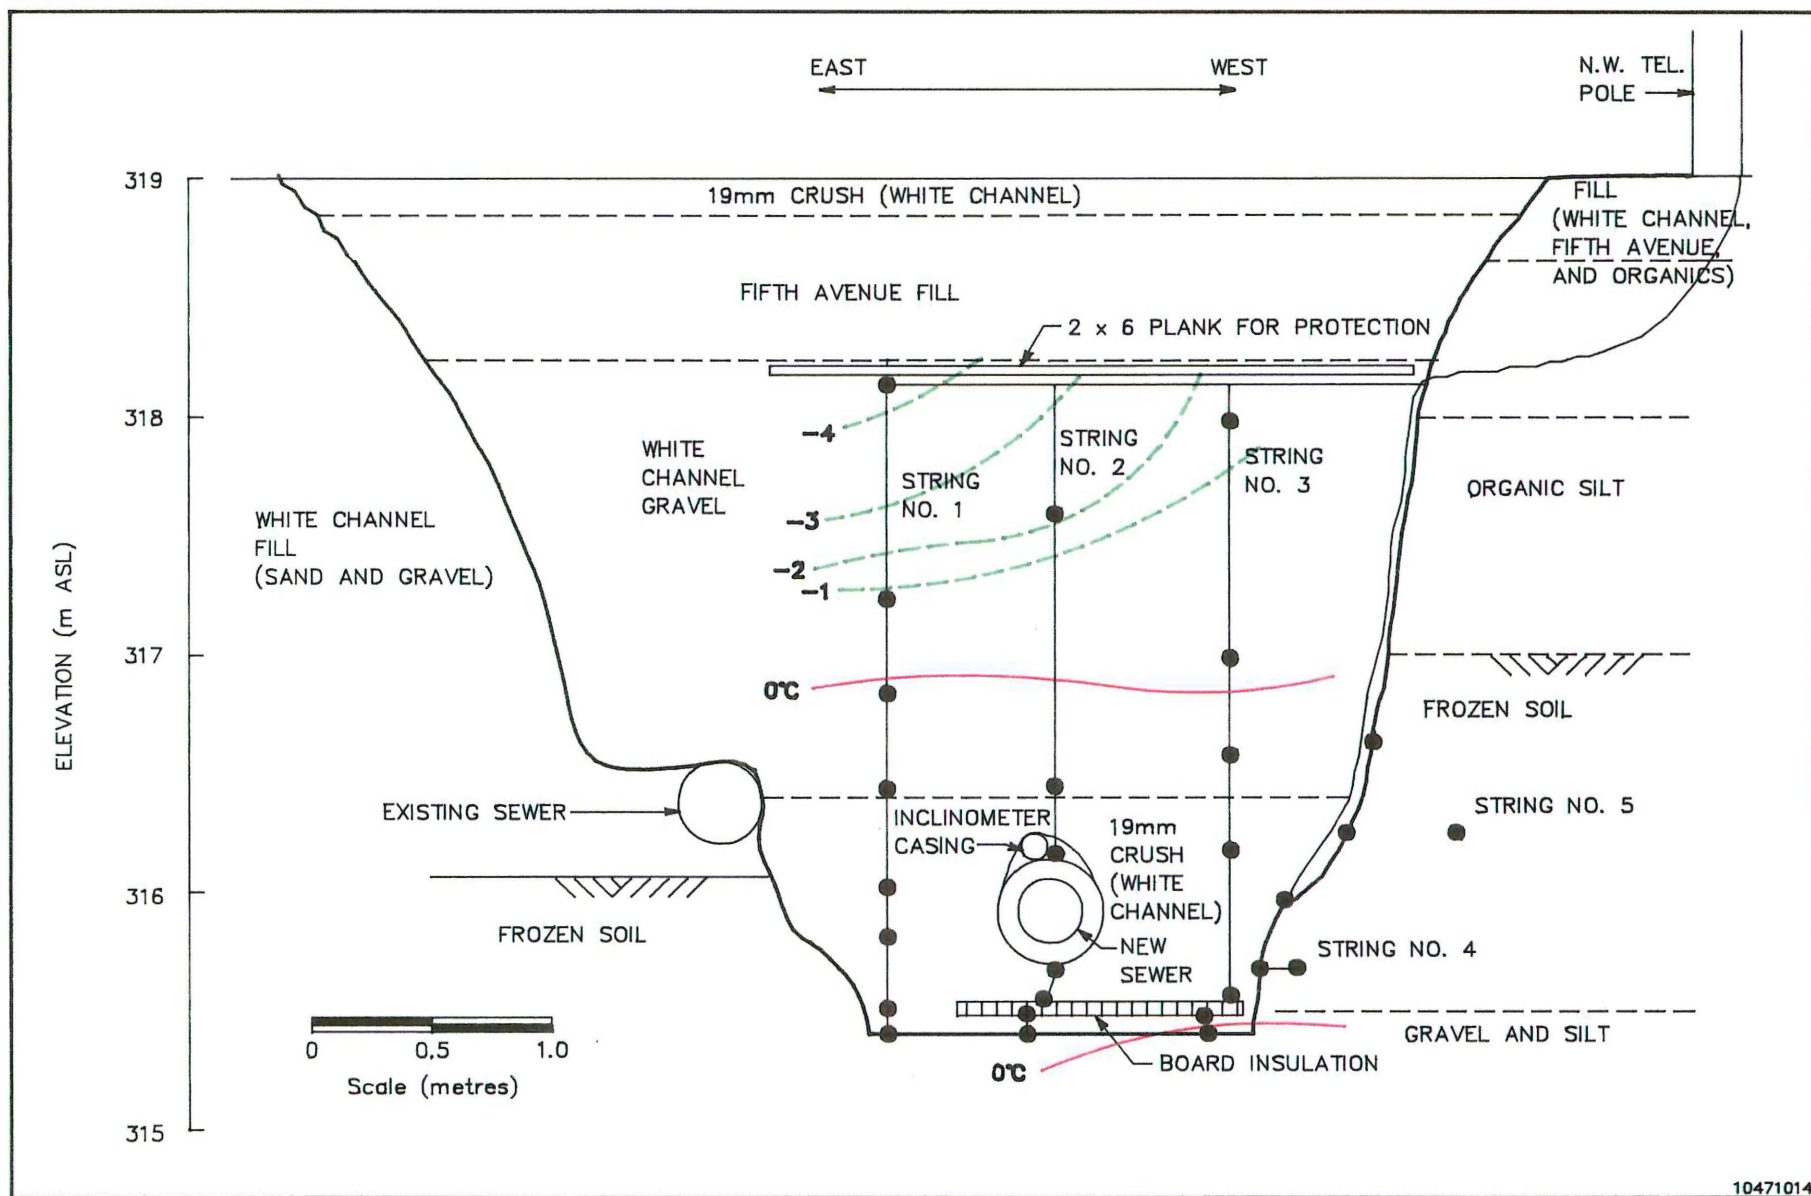 EAST
WEST
N.W. TEL.
POLE
319
19mm CRUSH (WHITE CHANNEL)
FILL
(WHITE CHANNEL,
FIFTH AVENUE,
AND ORGANICS)
FIFTH AVENUE FILL
2 x 6 PLANK FOR PROTECTION
318
-4
WHITE
CHANNEL
GRAVEL
STRING
NO. 1
STRING
NO. 2
STRING
NO. 3
ORGANIC SILT
-3
WHITE CHANNEL
FILL
(SAND AND GRAVEL)
-2
-1
ELEVATION (m ASL)
317
0°C
FROZEN SOIL
EXISTING SEWER
INCLINOMETER
CASING
19mm
CRUSH
(WHITE
CHANNEL)
STRING NO. 5
316
FROZEN SOIL
NEW
SEWER
STRING NO. 4
0
0.5
1.0
Scale (metres)
0°C
BOARD INSULATION
GRAVEL AND SILT
315
10471014